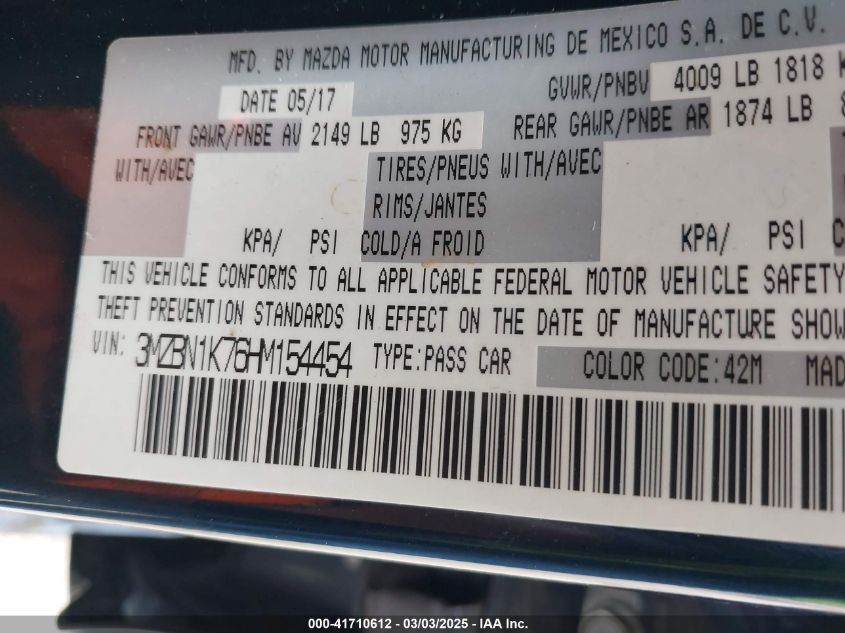 MFD. BY MAZDA MOTOR MANUFACTURING DE MEXICO S.A. DE C.V.
DATE 05/17 GVWR/PNBV 4009 LB 1818 K
FRONT GAWR/PNBE AV 2149 LB 975 KG REAR GAWR/PNBE AR 1874 LB 8
WITH/AVEC TIRES/PNEUS WITH/AVEC
RIMS/JANTES
KPA/ PSI COLD/A FROID KPA/ PSI C
THIS VEHICLE CONFORMS TO ALL APPLICABLE FEDERAL MOTOR VEHICLE SAFETY
THEFT PREVENTION STANDARDS IN EFFECT ON THE DATE OF MANUFACTURE SHOW
VIN: 3MZBN1K76HM154454 TYPE:PASS CAR COLOR CODE:42M MAD
000-41710612 - 03/03/2025 - IAA Inc.